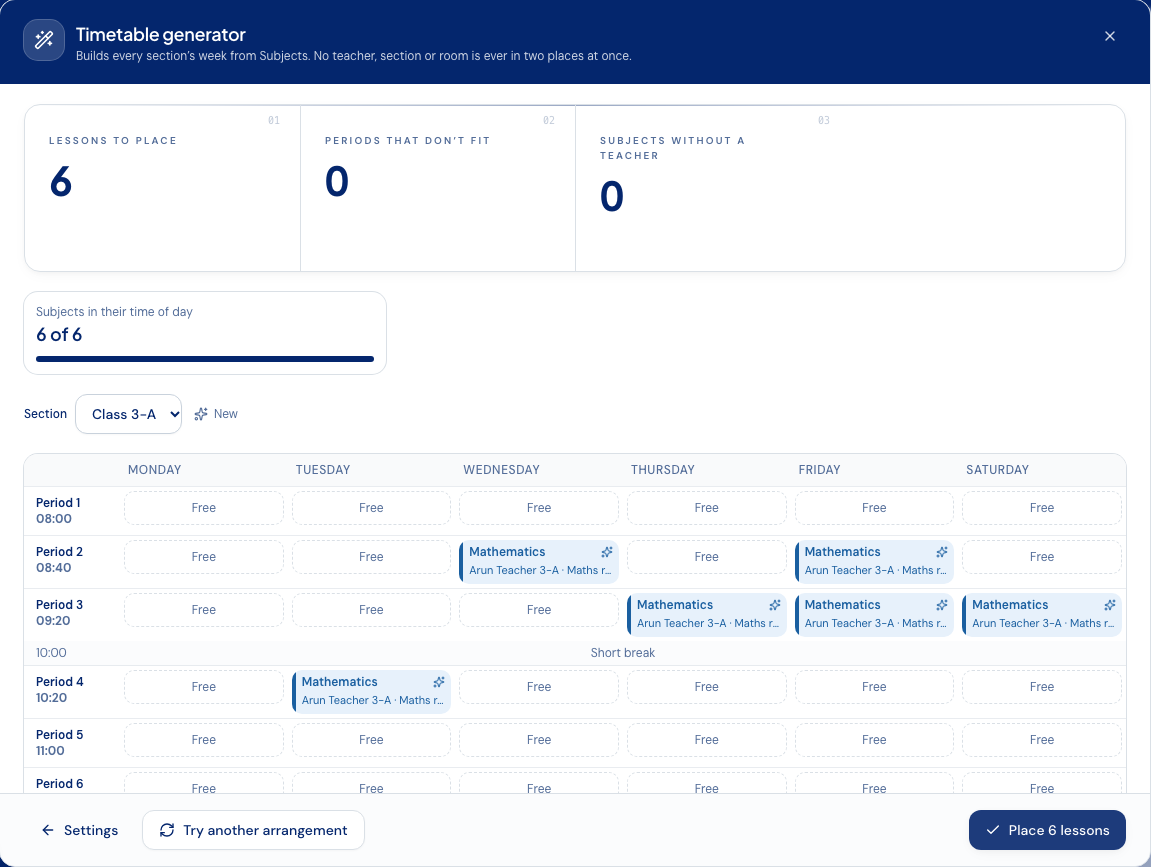 Timetable generator
Builds every section's week from Subjects. No teacher, section or room is ever in two places at once.
01
LESSONS TO PLACE
6
02
PERIODS THAT DON'T FIT
0
03
SUBJECTS WITHOUT A
TEACHER
0
Subjects in their time of day
6 of 6
Section Class 3-A New
MONDAY TUESDAY WEDNESDAY THURSDAY FRIDAY SATURDAY
Period 1
08:00
Free Free Free Free Free Free
Period 2
08:40
Free Free Mathematics Free Mathematics Free
Arun Teacher 3-A · Maths r... Arun Teacher 3-A · Maths r...
Period 3
09:20
Free Free Free Mathematics Mathematics Mathematics
Arun Teacher 3-A · Maths r... Arun Teacher 3-A · Maths r... Arun Teacher 3-A · Maths r...
10:00 Short break
Period 4
10:20
Free Mathematics Free Free Free Free
Arun Teacher 3-A · Maths r...
Period 5
11:00
Free Free Free Free Free Free
Period 6
Free Free Free Free Free Free
Settings Try another arrangement Place 6 lessons